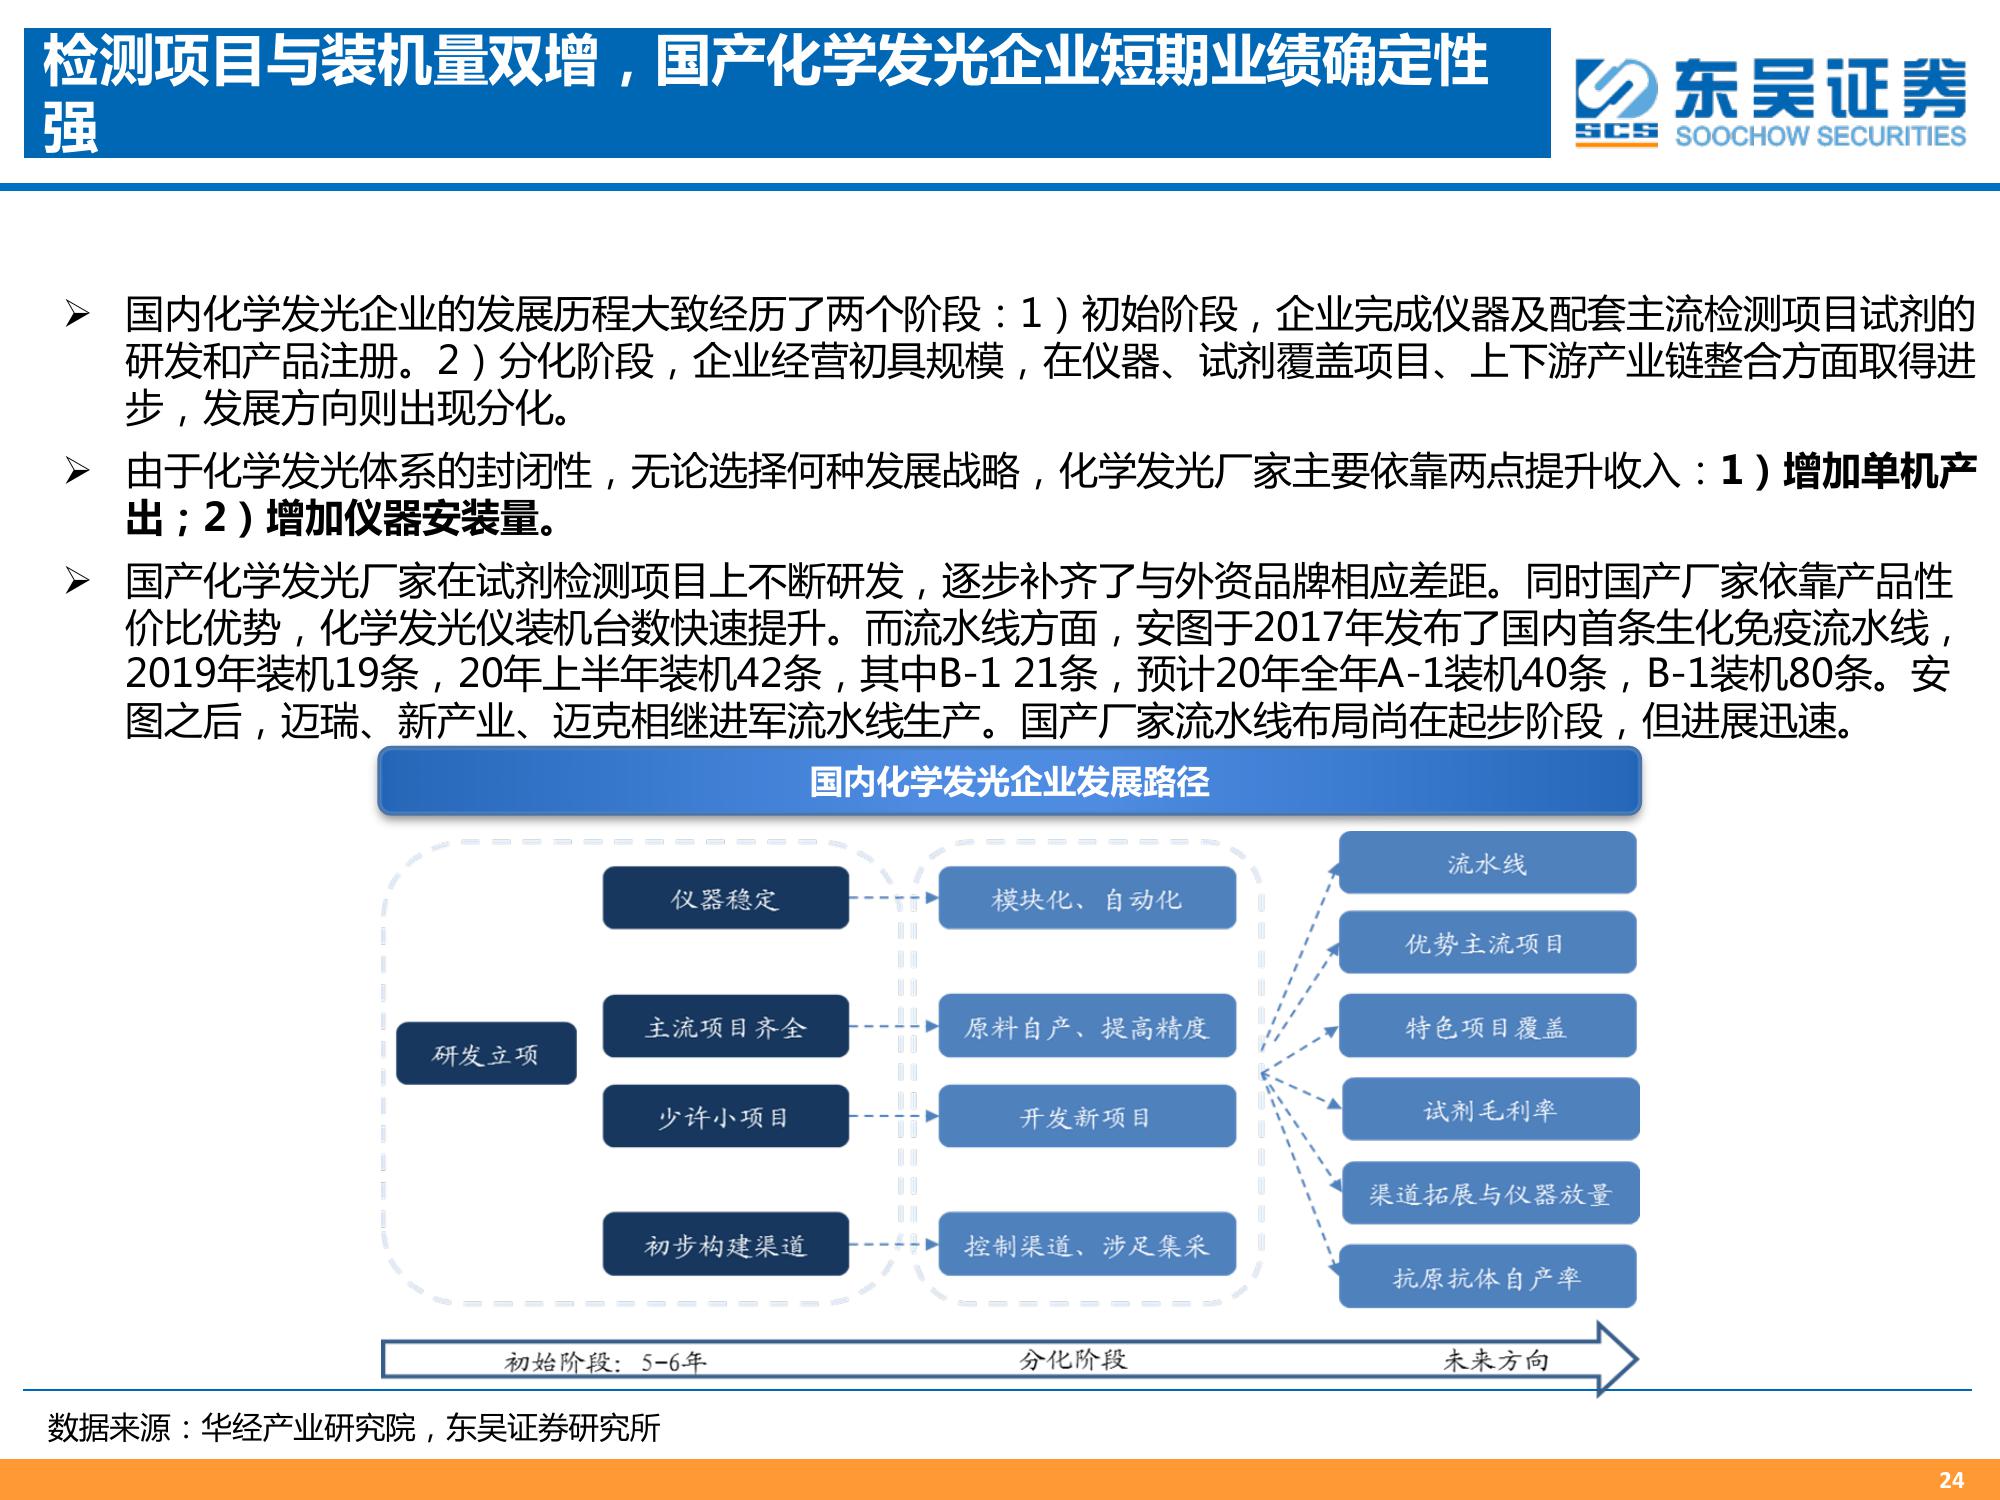 检测项目与装机量双增，国产化学发光企业短期业绩确定性
强
东吴证券
SCS
SOOCHOW SECURITIES
➢ 国内化学发光企业的发展历程大致经历了两个阶段：1）初始阶段，企业完成仪器及配套主流检测项目试剂的
研发和产品注册。2）分化阶段，企业经营初具规模，在仪器、试剂覆盖项目、上下游产业链整合方面取得进
步，发展方向则出现分化。
➢ 由于化学发光体系的封闭性，无论选择何种发展战略，化学发光厂家主要依靠两点提升收入：1）增加单机产
出；2）增加仪器安装量。
➢ 国产化学发光厂家在试剂检测项目上不断研发，逐步补齐了与外资品牌相应差距。同时国产厂家依靠产品性
价比优势，化学发光仪装机台数快速提升。而流水线方面，安图于2017年发布了国内首条生化免疫流水线，
2019年装机19条，20年上半年装机42条，其中B-1 21条，预计20年全年A-1装机40条，B-1装机80条。安
图之后，迈瑞、新产业、迈克相继进军流水线生产。国产厂家流水线布局尚在起步阶段，但进展迅速。
国内化学发光企业发展路径
研发立项
仪器稳定
主流项目齐全
少许小项目
初步构建渠道
模块化、自动化
原料自产、提高精度
开发新项目
控制渠道、涉足集采
流水线
优势主流项目
特色项目覆盖
试剂毛利率
渠道拓展与仪器放量
抗原抗体自产率
初始阶段：5-6年
分化阶段
未来方向
数据来源：华经产业研究院，东吴证券研究所
24